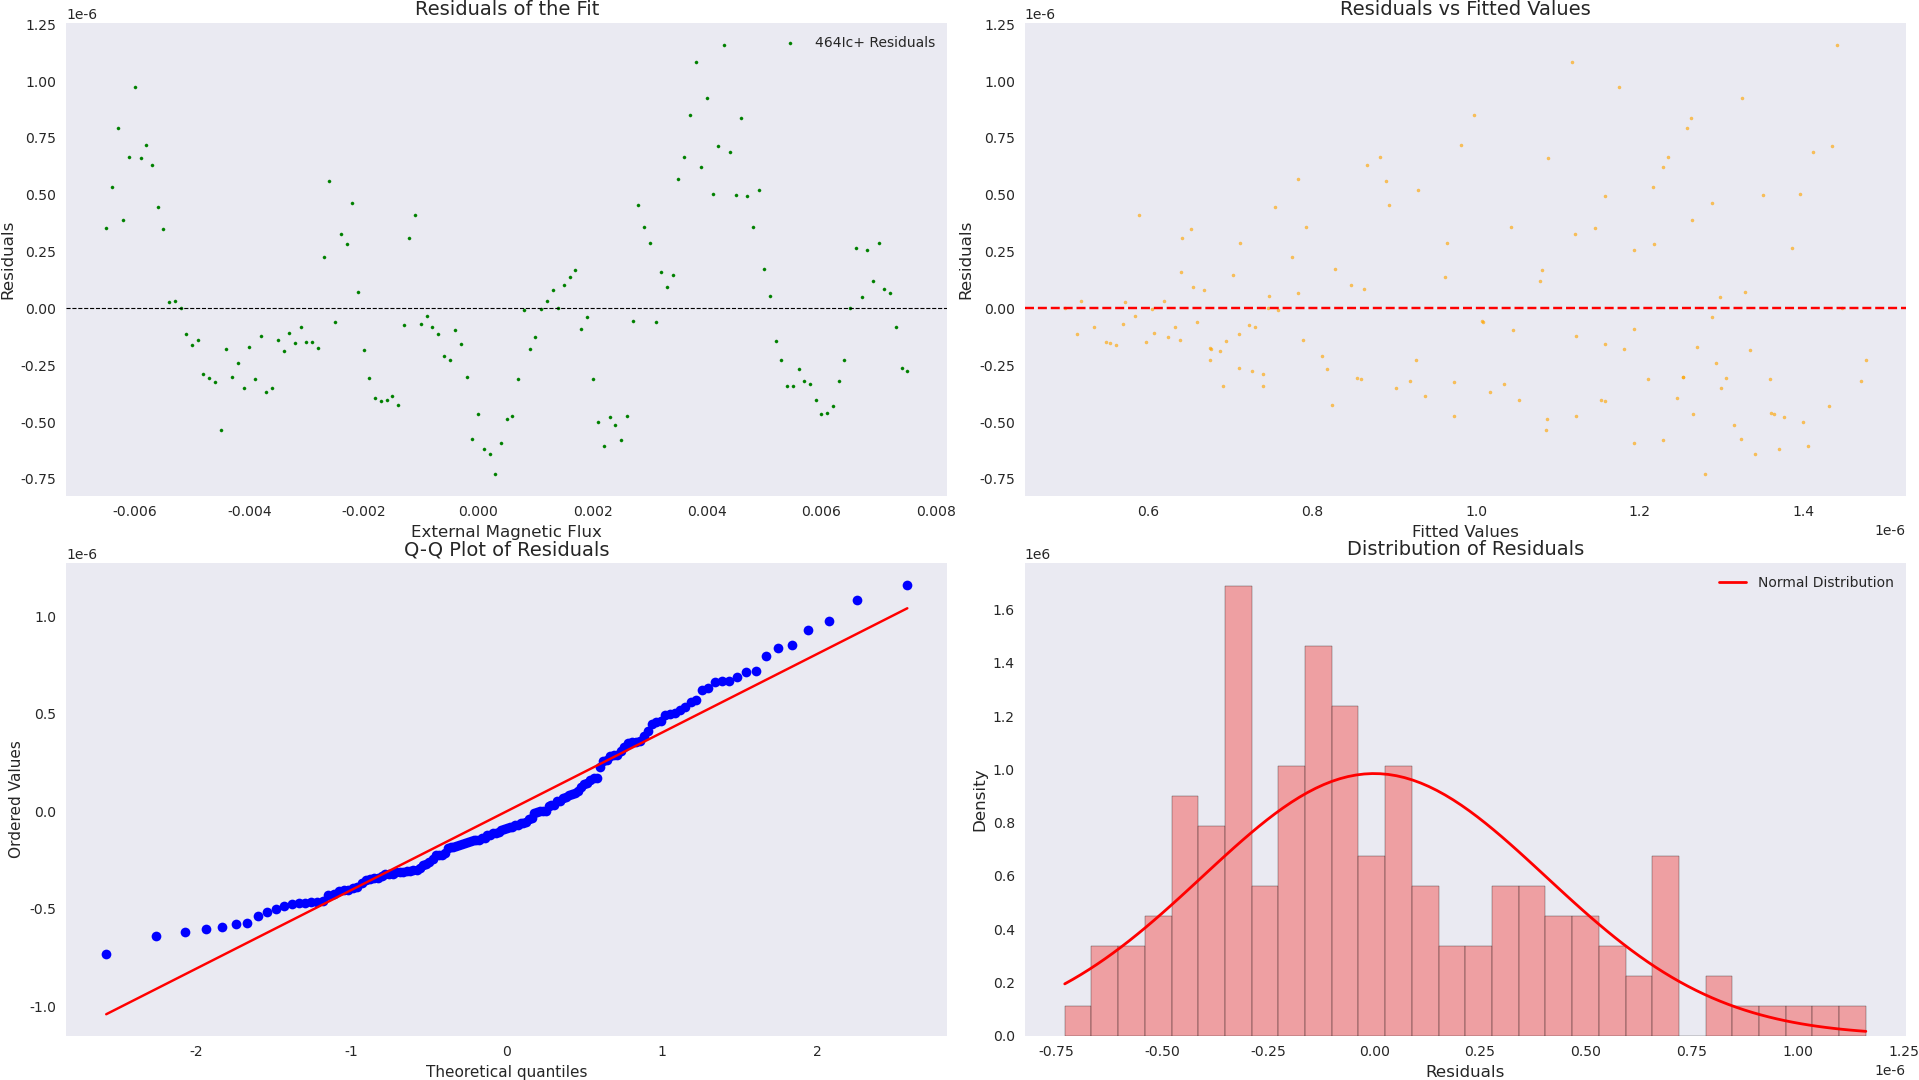 Residuals of the Fit
1e-6
464Ic+ Residuals
1.25
1.00
0.75
0.50
0.25
0.00
-0.25
-0.50
-0.75
Residuals
-0.006 -0.004 -0.002 0.000 0.002 0.004 0.006 0.008
External Magnetic Flux
Residuals vs Fitted Values
1e-6
1.25
1.00
0.75
0.50
0.25
0.00
-0.25
-0.50
-0.75
Residuals
0.6 0.8 1.0 1.2 1.4
Fitted Values
1e-6
Q-Q Plot of Residuals
1e-6
1.0
0.5
0.0
-0.5
-1.0
Ordered Values
-2 -1 0 1 2
Theoretical quantiles
Distribution of Residuals
1e6
Normal Distribution
1.6
1.4
1.2
1.0
0.8
0.6
0.4
0.2
0.0
Density
-0.75 -0.50 -0.25 0.00 0.25 0.50 0.75 1.00 1.25
Residuals
1e-6